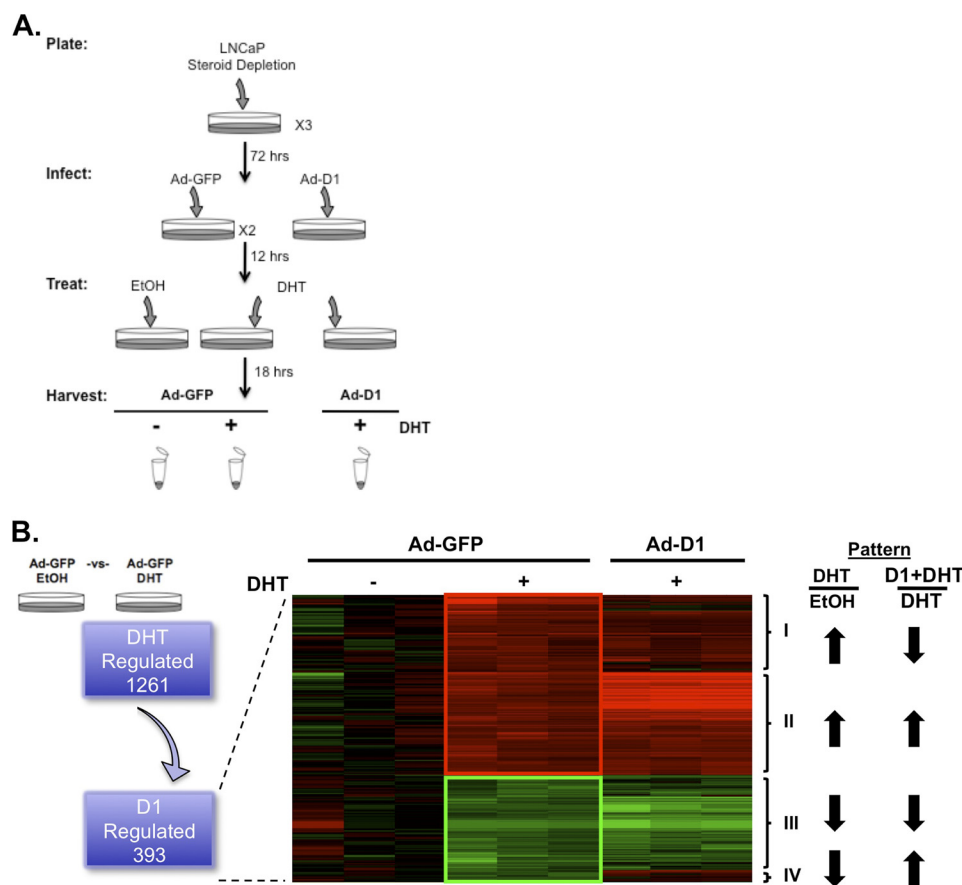 A.
Plate:
LNCaP
Steroid Depletion
X3
72 hrs
Infect:
Ad-GFP
Ad-D1
X2
12 hrs
Treat:
EtOH
DHT
18 hrs
Harvest:
Ad-GFP
Ad-D1
- + + DHT
B.
Ad-GFP -vs- Ad-GFP
EtOH DHT
DHT
Regulated
1261
D1
Regulated
393
Ad-GFP
Ad-D1
DHT - + +
I
II
III
IV
Pattern
DHT D1+DHT
EtOH DHT